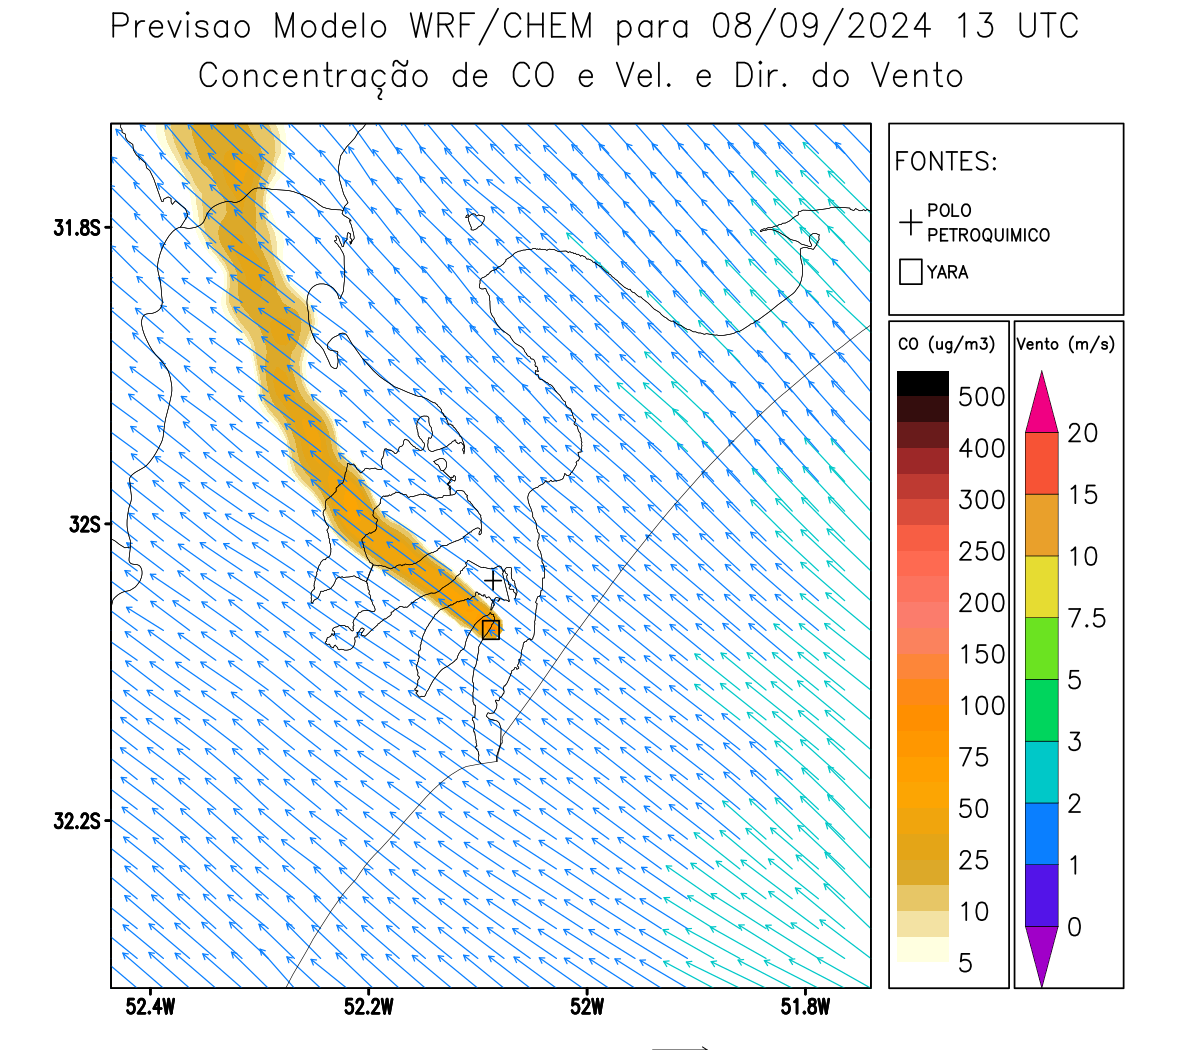 Previsao Modelo WRF/CHEM para 08/09/2024 13 UTC
Concentração de CO e Vel. e Dir. do Vento
FONTES:
POLO
PETROQUIMICO
YARA
CO (ug/m3)
500
400
300
250
200
150
100
75
50
25
10
5
Vento (m/s)
20
15
10
7.5
5
3
2
1
0
31.8S
32S
32.2S
52.4W
52.2W
52W
51.8W